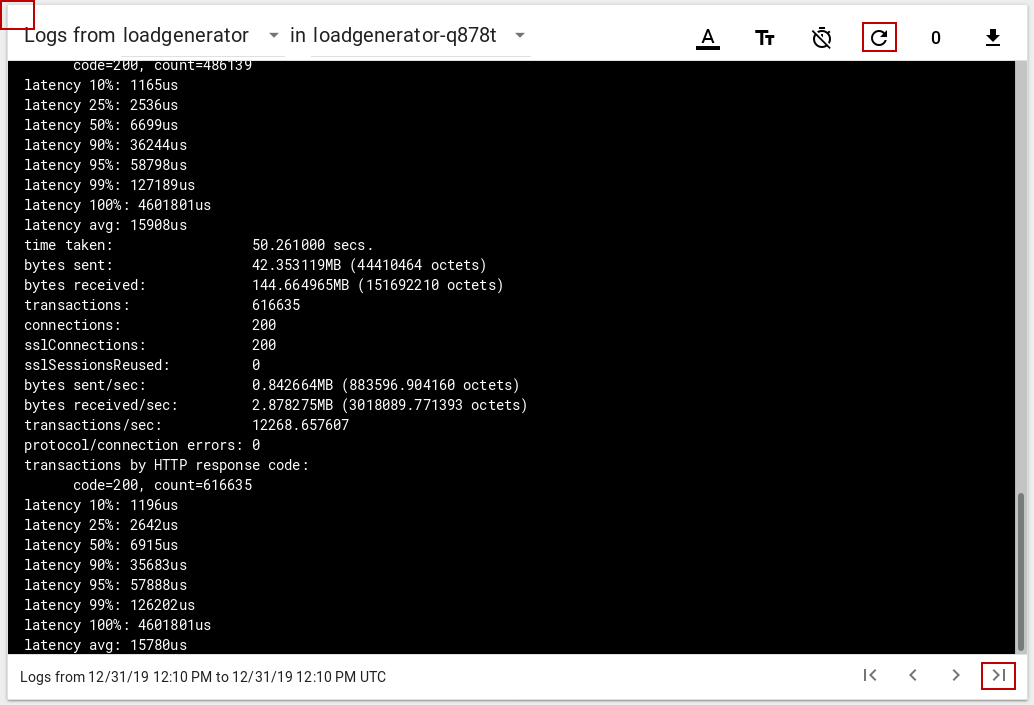 Logs from loadgenerator in loadgenerator-q878t A Tт 0
code=200, count=486139
latency 10%: 1165us
latency 25%: 2536us
latency 50%: 6699us
latency 90%: 36244us
latency 95%: 58798us
latency 99%: 127189us
latency 100%: 4601801us
latency avg: 15908us
time taken: 50.261000 secs.
bytes sent: 42.353119MB (44410464 octets)
bytes received: 144.664965MB (151692210 octets)
transactions: 616635
connections: 200
sslConnections: 200
sslSessionsReused: 0
bytes sent/sec: 0.842664MB (883596.904160 octets)
bytes received/sec: 2.878275MB (3018089.771393 octets)
transactions/sec: 12268.657607
protocol/connection errors: 0
transactions by HTTP response code:
code=200, count=616635
latency 10%: 1196us
latency 25%: 2642us
latency 50%: 6915us
latency 90%: 35683us
latency 95%: 57888us
latency 99%: 126202us
latency 100%: 4601801us
latency avg: 15780us
Logs from 12/31/19 12:10 PM to 12/31/19 12:10 PM UTC